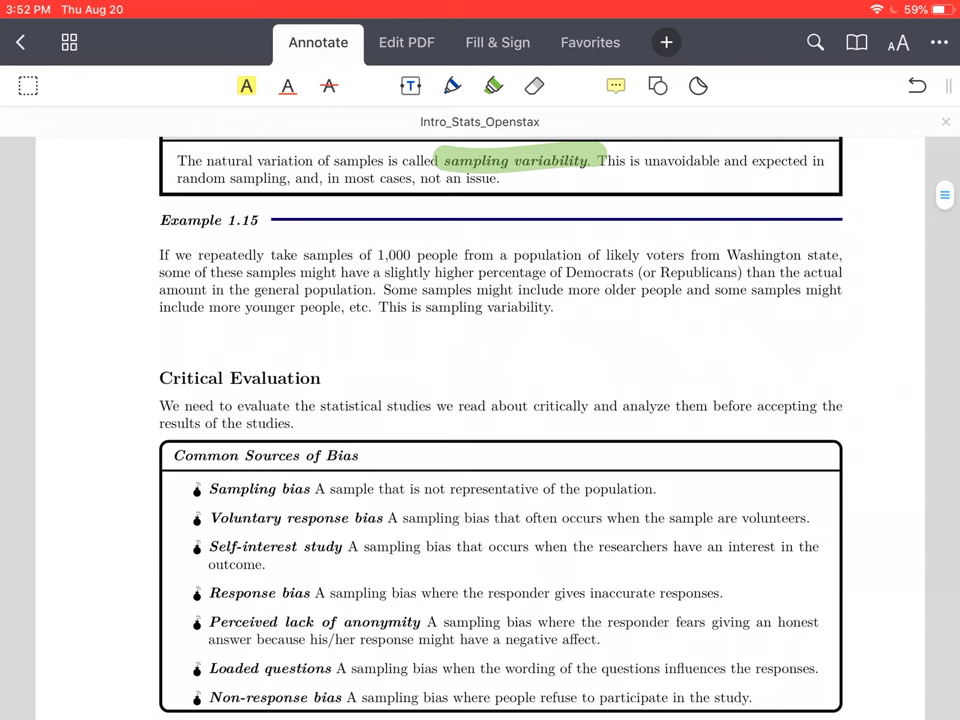 3:52 PM Thu Aug 20 59%
Annotate Edit PDF Fill & Sign Favorites
AA
A A A T
Intro_Stats_Openstax
The natural variation of samples is called sampling variability. This is unavoidable and expected in
random sampling, and, in most cases, not an issue.
Example 1.15
If we repeatedly take samples of 1,000 people from a population of likely voters from Washington state,
some of these samples might have a slightly higher percentage of Democrats (or Republicans) than the actual
amount in the general population. Some samples might include more older people and some samples might
include more younger people, etc. This is sampling variability.
Critical Evaluation
We need to evaluate the statistical studies we read about critically and analyze them before accepting the
results of the studies.
Common Sources of Bias
Sampling bias A sample that is not representative of the population.
Voluntary response bias A sampling bias that often occurs when the sample are volunteers.
Self-interest study A sampling bias that occurs when the researchers have an interest in the
outcome.
Response bias A sampling bias where the responder gives inaccurate responses.
Perceived lack of anonymity A sampling bias where the responder fears giving an honest
answer because his/her response might have a negative affect.
Loaded questions A sampling bias when the wording of the questions influences the responses.
Non-response bias A sampling bias where people refuse to participate in the study.